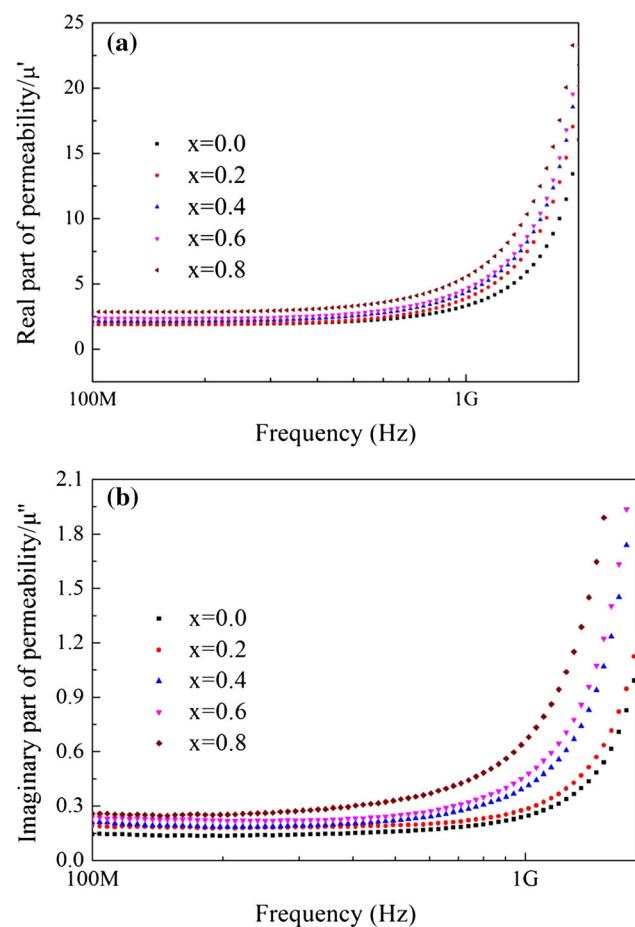 (a)
Real part of permeability/μ'
25
20
15
10
5
0
x=0.0
x=0.2
x=0.4
x=0.6
x=0.8
100M
1G
Frequency (Hz)
(b)
Imaginary part of permeability/μ"
2.1
1.8
1.5
1.2
0.9
0.6
0.3
0.0
x=0.0
x=0.2
x=0.4
x=0.6
x=0.8
100M
1G
Frequency (Hz)